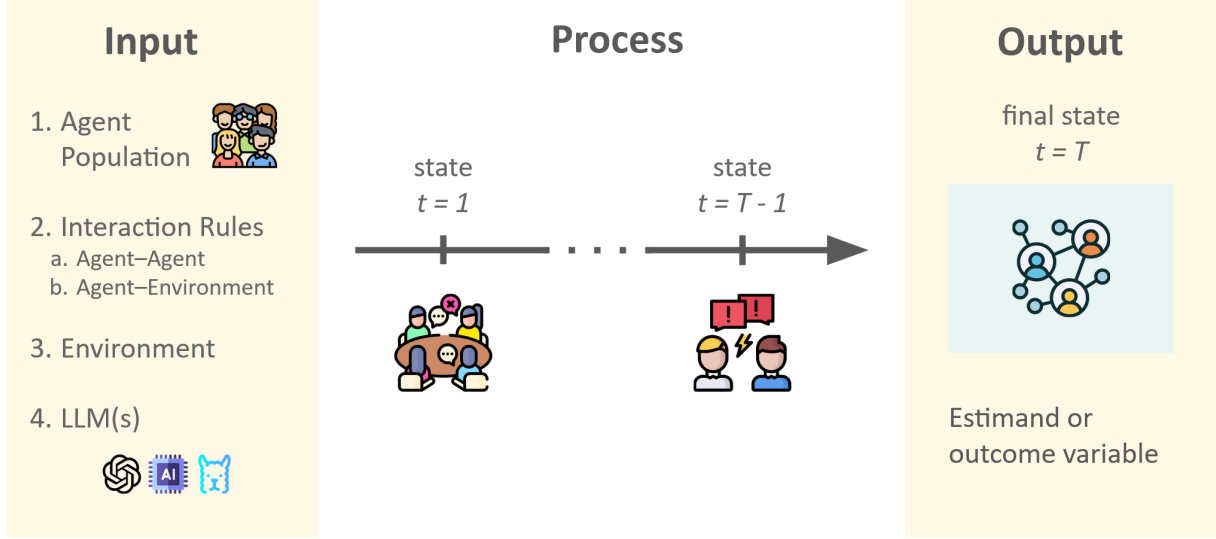 Input
1. Agent
Population
2. Interaction Rules
a. Agent–Agent
b. Agent–Environment
3. Environment
4. LLM(s)
AI
Process
state
t = 1
state
t = T - 1
. . .
! !
Output
final state
t = T
Estimand or
outcome variable